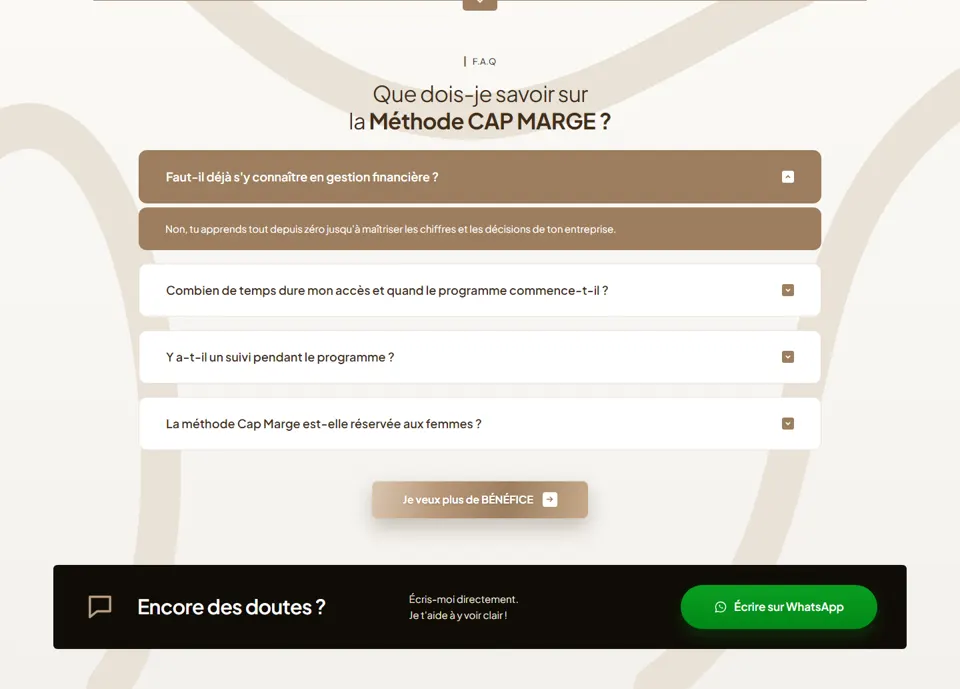 F.A.Q
Que dois-je savoir sur
la Méthode CAP MARGE ?
Faut-il déjà s'y connaître en gestion financière ?
Non, tu apprends tout depuis zéro jusqu'à maîtriser les chiffres et les décisions de ton entreprise.
Combien de temps dure mon accès et quand le programme commence-t-il ?
Y a-t-il un suivi pendant le programme ?
La méthode Cap Marge est-elle réservée aux femmes ?
Je veux plus de BÉNÉFICE
Encore des doutes ?
Écris-moi directement.
Je t'aide à y voir clair !
Écrire sur WhatsApp